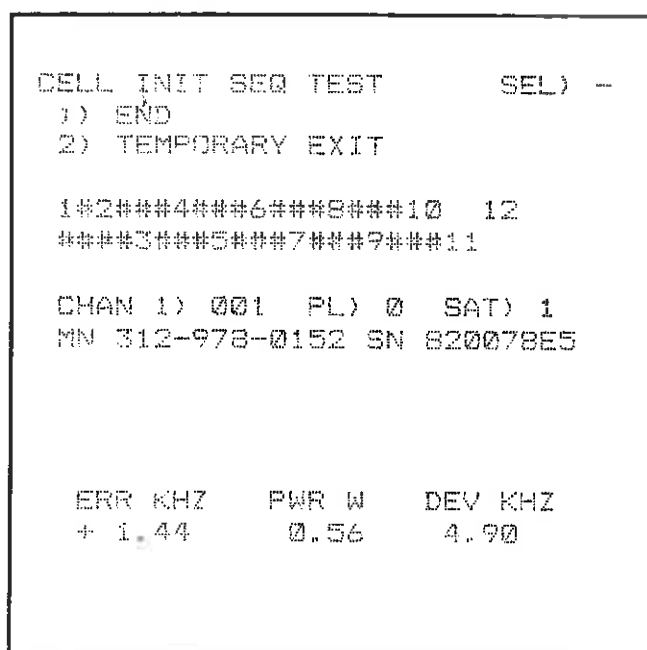 CELL INIT SEQ TEST SEL) -
1) END
2) TEMPORARY EXIT
1#2###4###6###8###10 12
####3###5###7###9###11
CHAN 1) 001 PL) 0 SAT) 1
MN 312-978-0152 SN 820078E5
ERR KHZ PWR W DEV KHZ
+ 1.44 0.56 4.90